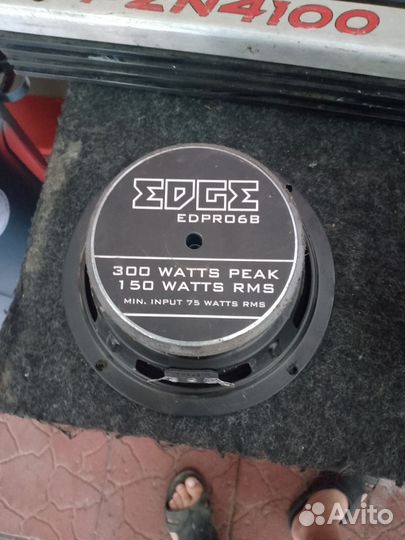 ZN4100
EDGE
EDPRO6B
300 WATTS PEAK
150 WATTS RMS
MIN. INPUT 75 WATTS RMS
Avito